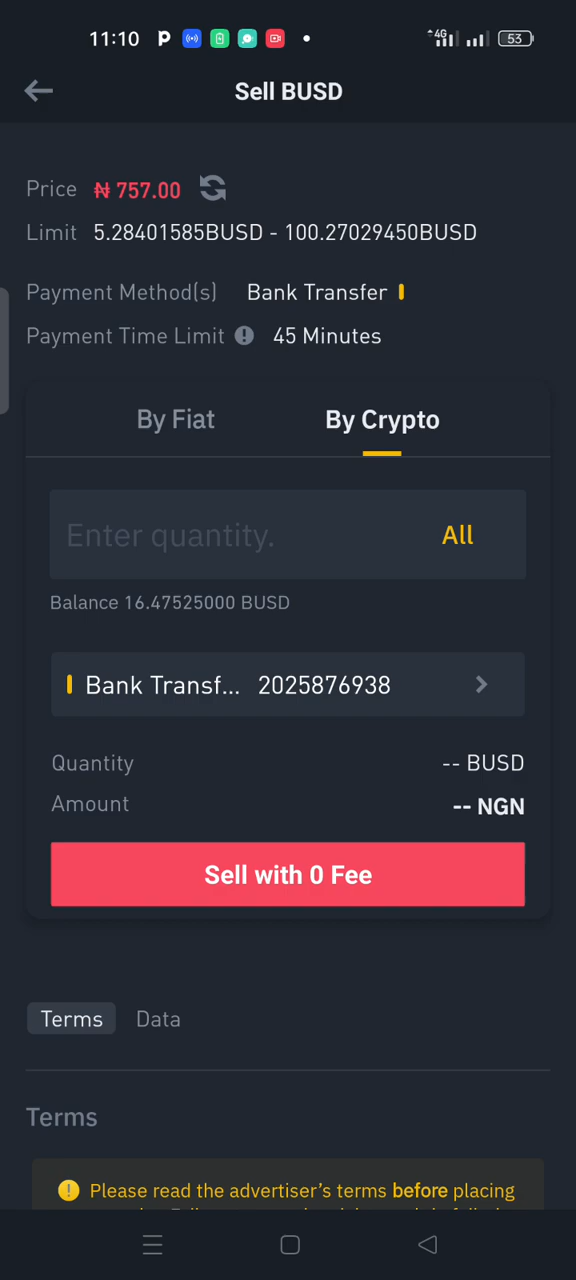 11:10 P 4G 53
Sell BUSD
Price ₦ 757.00
Limit 5.28401585BUSD - 100.27029450BUSD
Payment Method(s) Bank Transfer
Payment Time Limit 45 Minutes
By Fiat By Crypto
Enter quantity. All
Balance 16.47525000 BUSD
Bank Transf... 2025876938
Quantity -- BUSD
Amount -- NGN
Sell with 0 Fee
Terms Data
Terms
Please read the advertiser's terms before placing